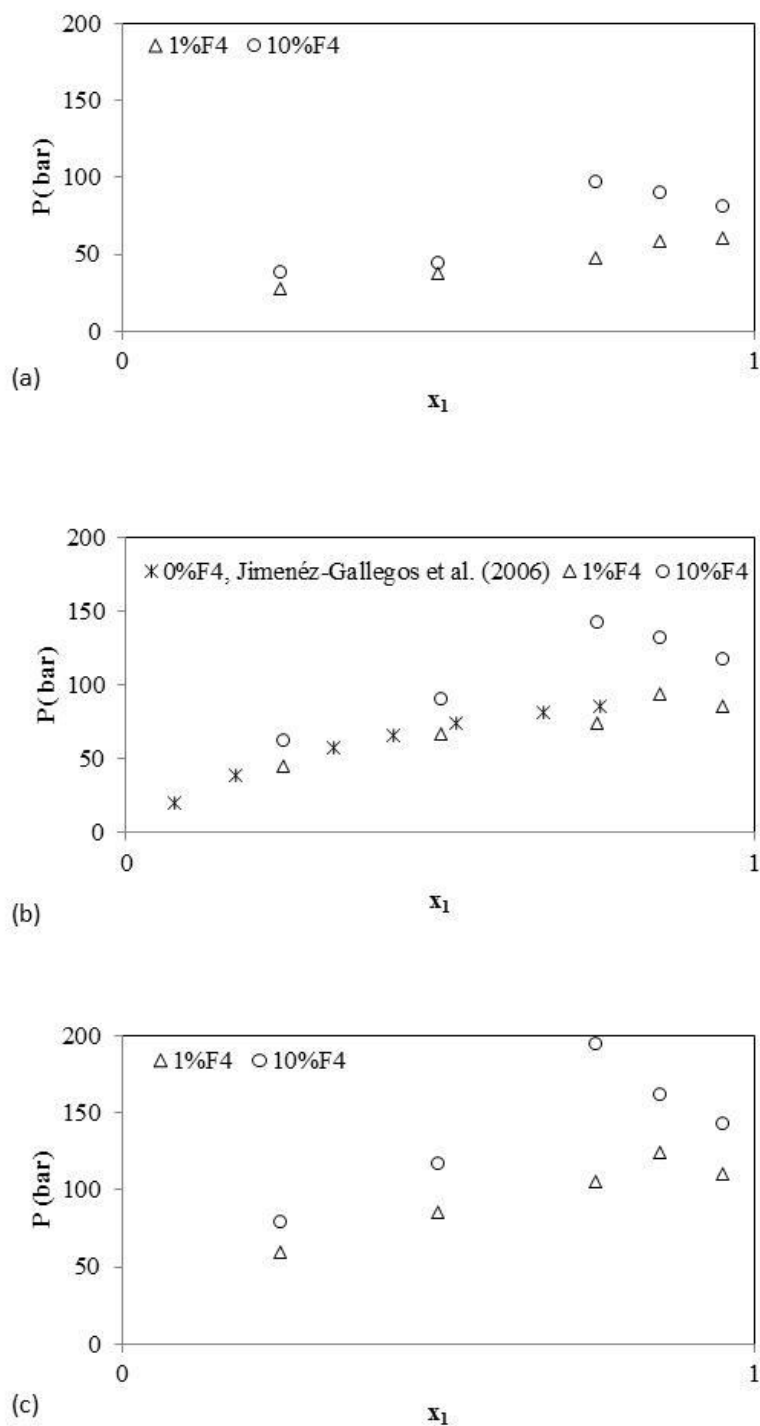 200
△ 1%F4 ○ 10%F4
150
100
50
0
P( bar)
0 1
x₁
(a)
200
ж 0%F4, Jimenéz-Gallegos et al. (2006) △ 1%F4 ○ 10%F4
150
100
50
0
P( bar)
0 1
x₁
(b)
200
△ 1%F4 ○ 10%F4
150
100
50
0
P (bar)
0 1
x₁
(c)